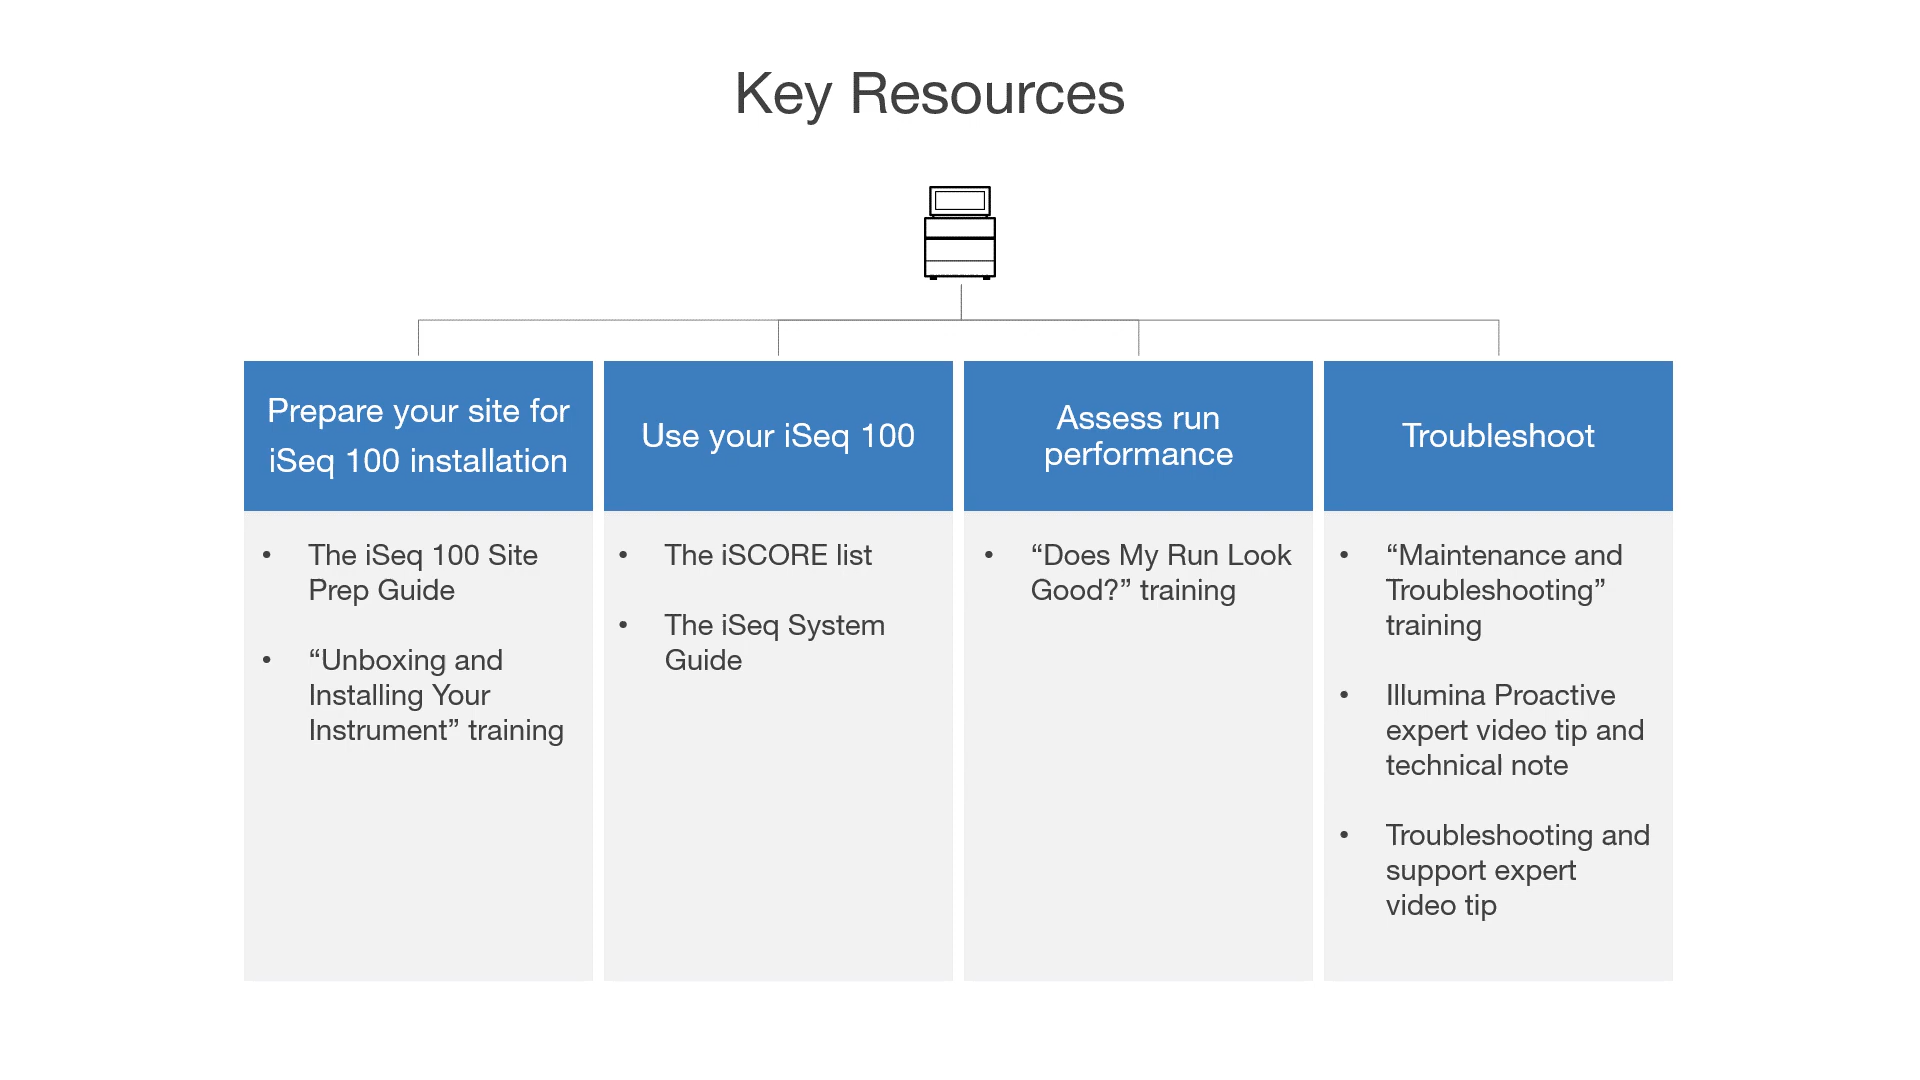 Key Resources
Prepare your site for
iSeq 100 installation
• The iSeq 100 Site
Prep Guide
• “Unboxing and
Installing Your
Instrument” training
Use your iSeq 100
• The iSCORE list
• The iSeq System
Guide
Assess run
performance
• “Does My Run Look
Good?” training
Troubleshoot
• “Maintenance and
Troubleshooting”
training
• Illumina Proactive
expert video tip and
technical note
• Troubleshooting and
support expert
video tip